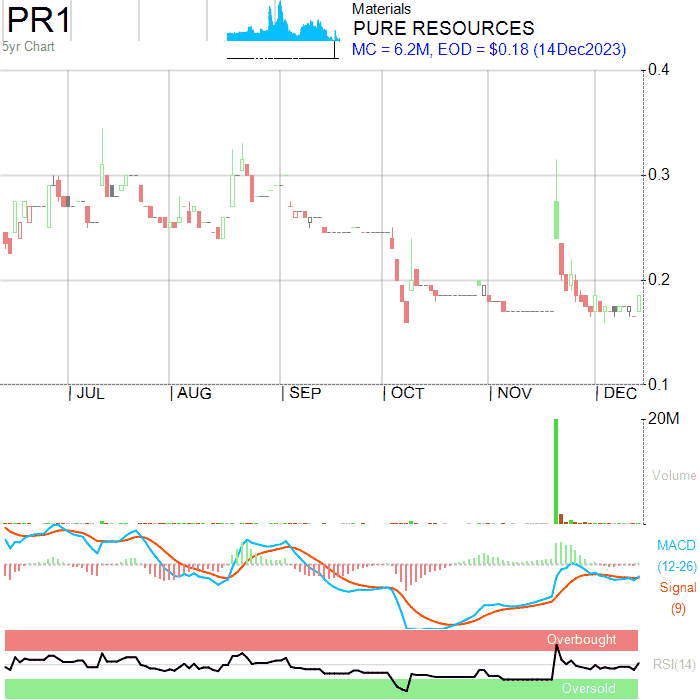 PR1
5yr Chart
Materials
PURE RESOURCES
MC = 6.2M, EOD = $0.18 (14Dec2023)
0.4
0.3
0.2
0.1
JUL
AUG
SEP
OCT
NOV
DEC
20M
Volume
MACD
(12-26)
Signal
(9)
Overbought
RSI(14)
Oversold